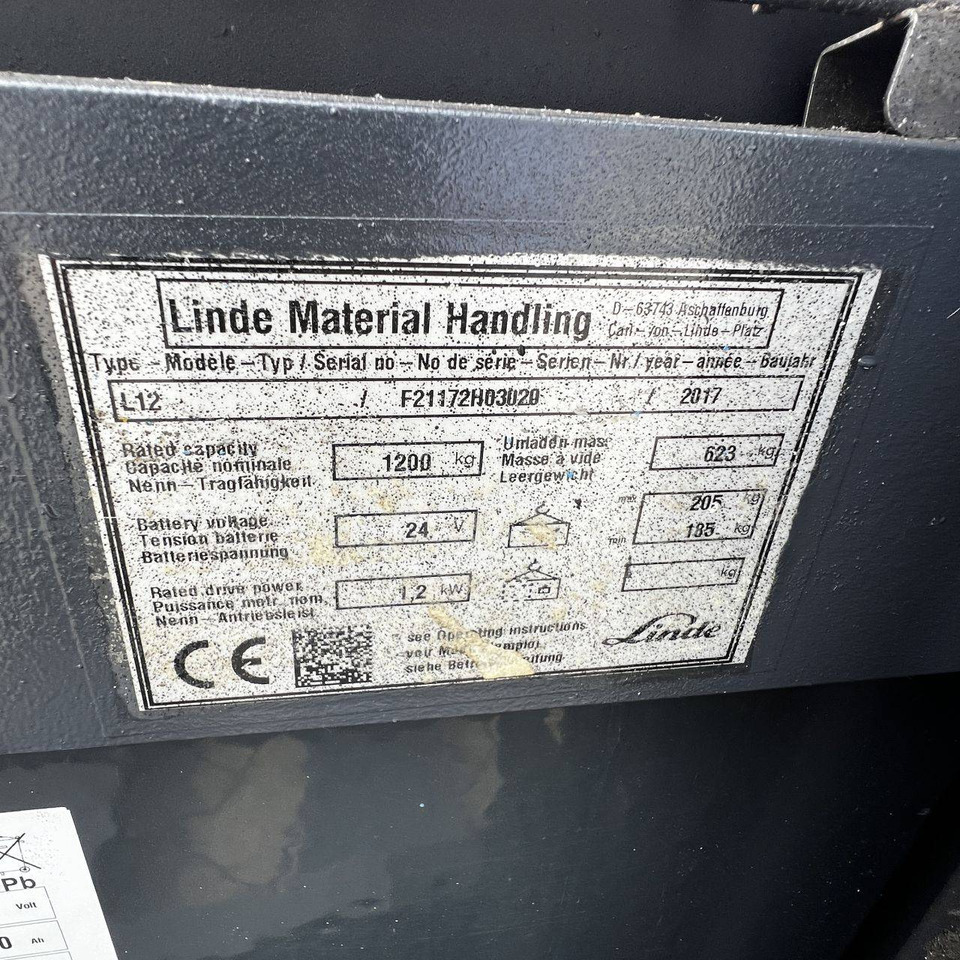 Linde Material Handling
D-63743 Aschaffenburg
Carl-von-Linde-Platz
Type-Modèle-Typ / Serial no-No de série-Serien-Nr / year-année-Baujahr
L12 / F21172H03020 / 2017
Rated capacity
Capacité nominale
Nenn-Tragfähigkeit
1200 kg
Unladen mass
Masse à vide
Leergewicht
623 kg
Battery voltage
Tension batterie
Batteriespannung
24 V
max 205 kg
min 185 kg
Rated drive power
Puissance motr. nom.
Nenn-Antriebsleist
1,2 kW
kg
CE
see Operating instructions
voir
siehe
Linde
Pb
Volt
0 Ah